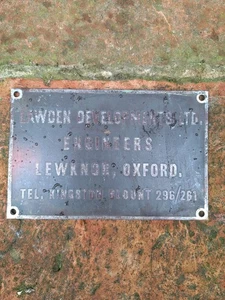 LAWDEN DEVELOPMENTS LTD.
ENGINEERS
LEWKNOR, OXFORD.
TEL, KINGSTON BLOUNT 296/261